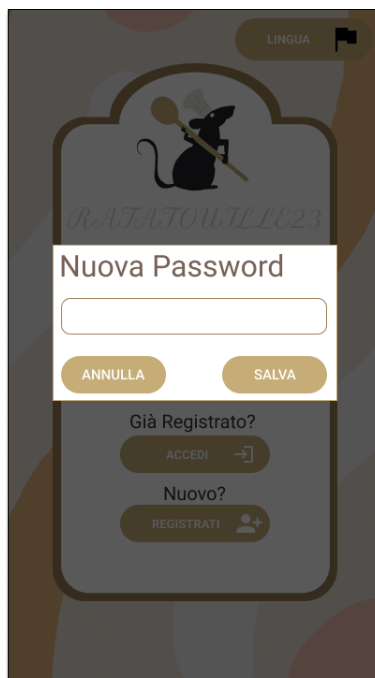 LINGUA
RATATOUILLE23
Nuova Password
ANNULLA SALVA
Già Registrato?
ACCEDI
Nuovo?
REGISTRATI